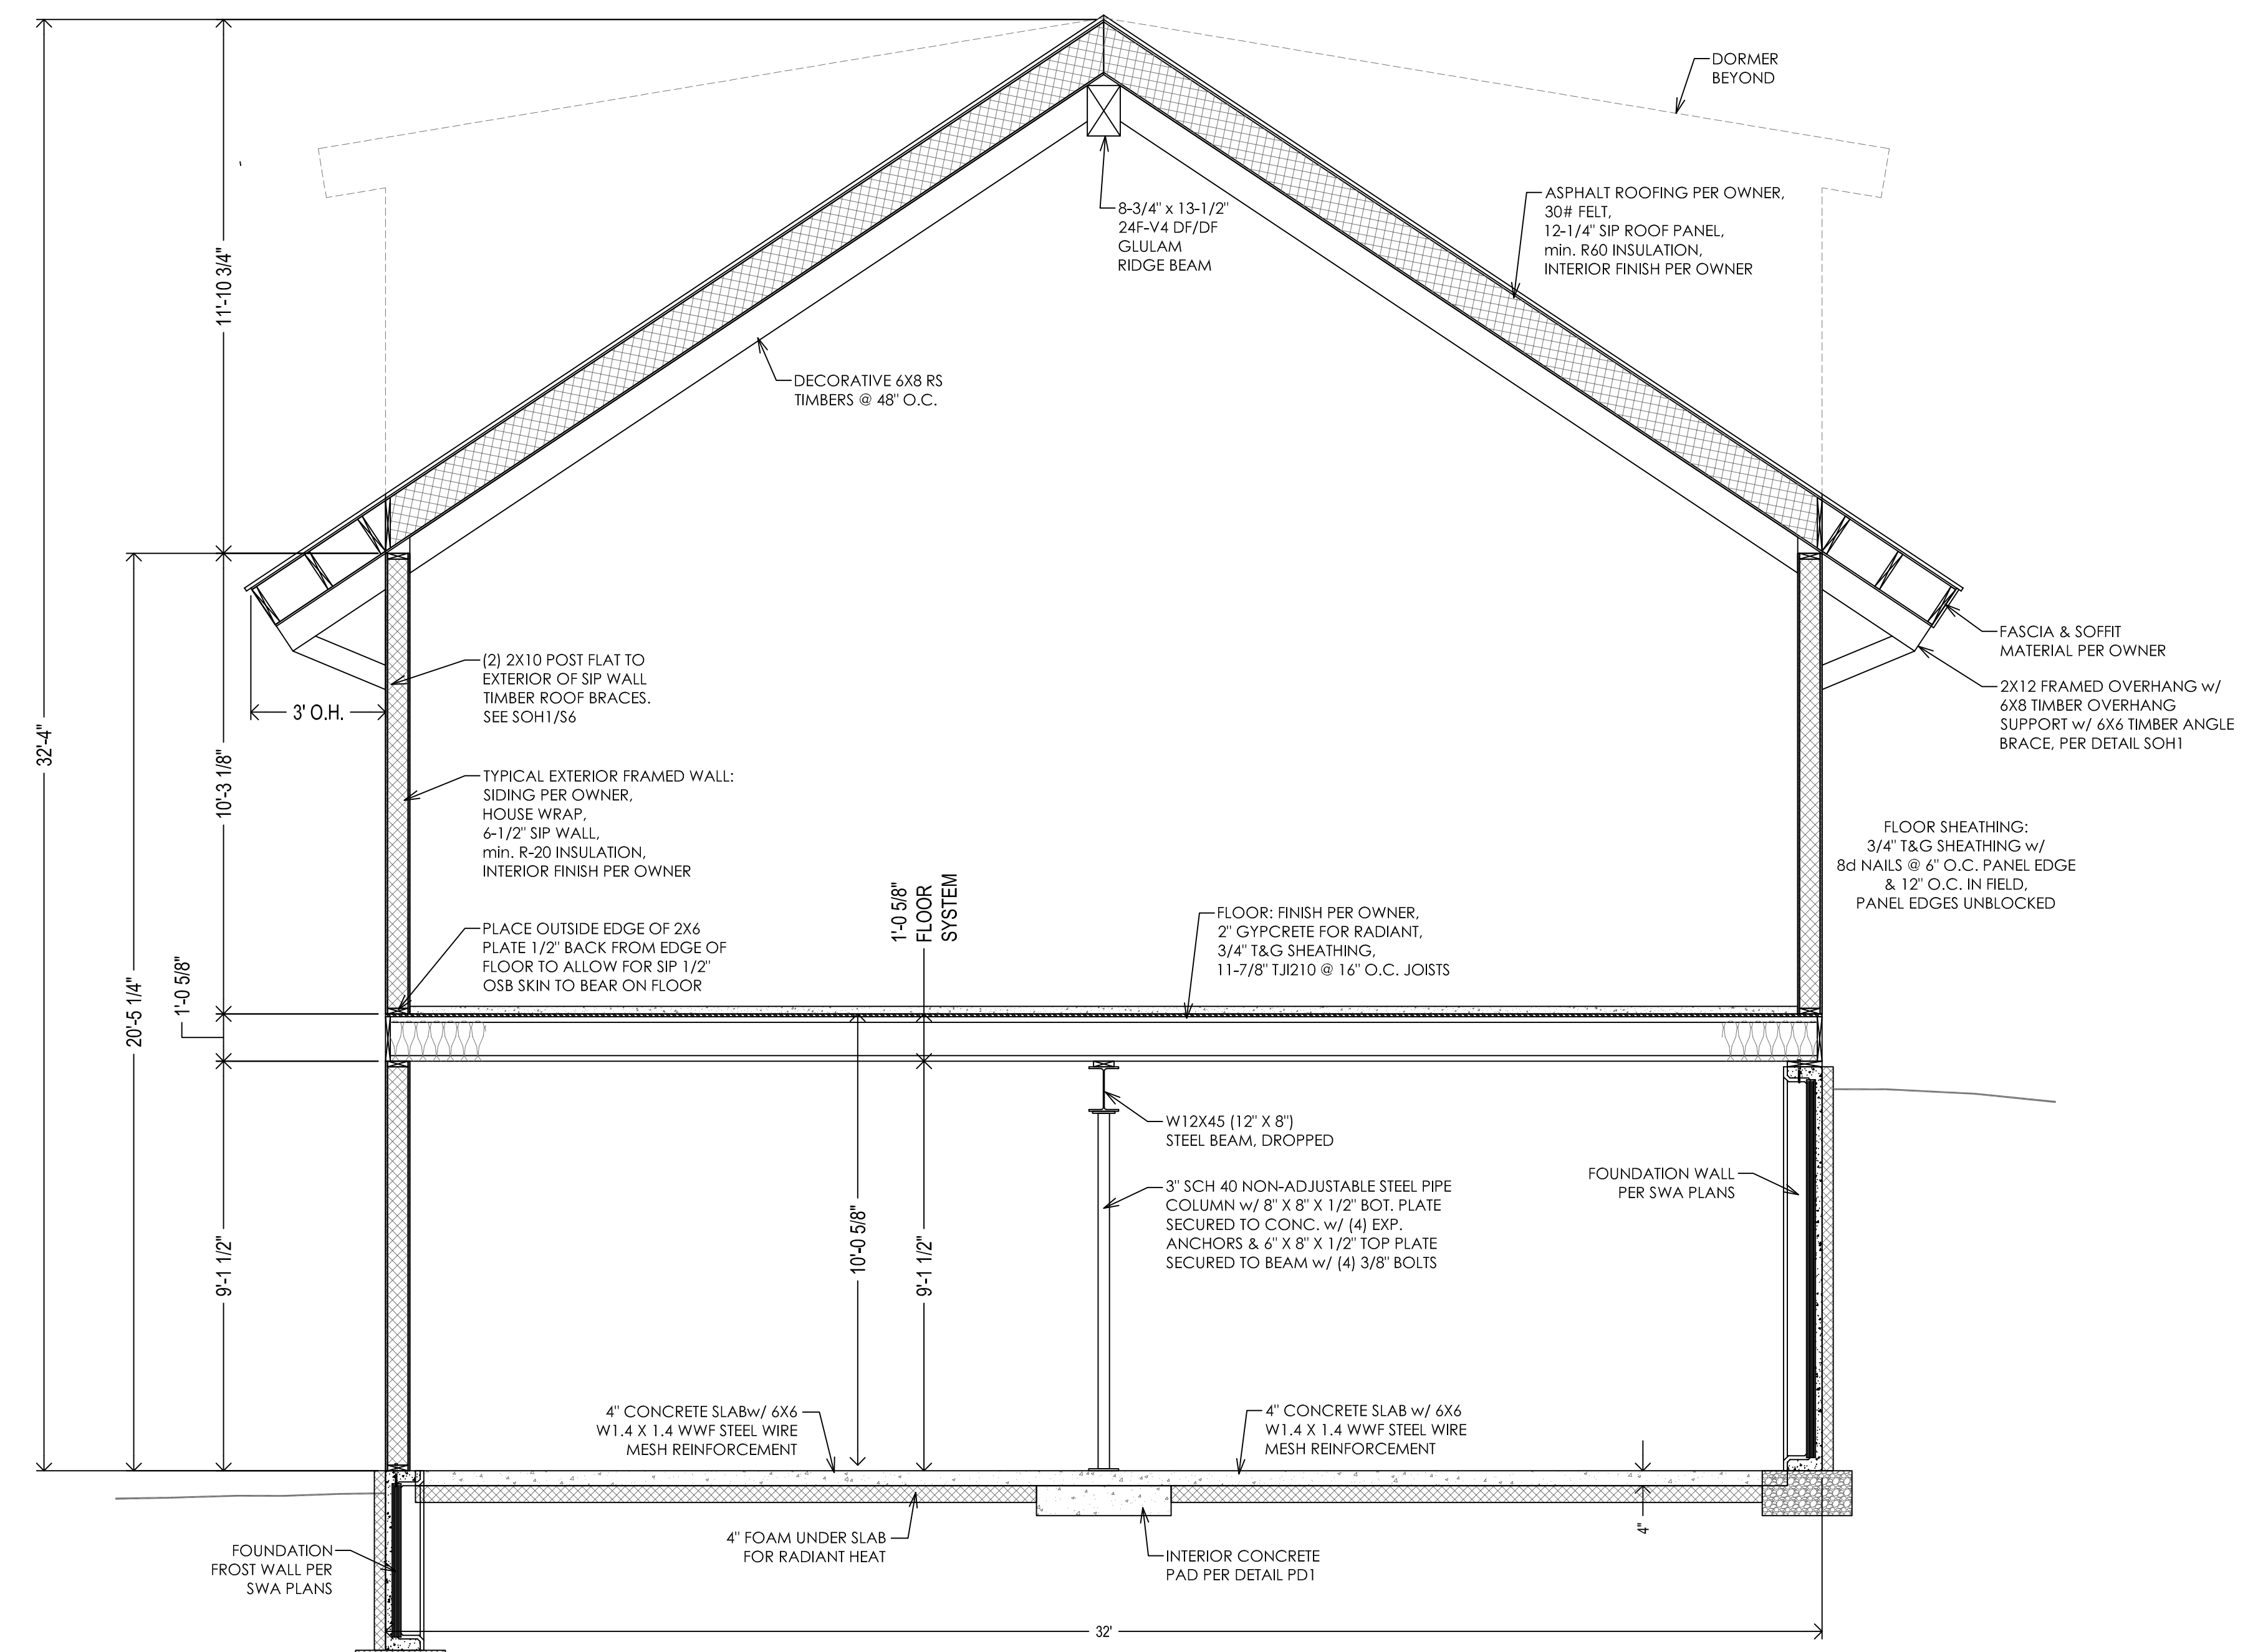 DORMER
BEYOND
ASPHALT ROOFING PER OWNER,
30# FELT,
12-1/4" SIP ROOF PANEL,
min. R60 INSULATION,
INTERIOR FINISH PER OWNER
8-3/4" x 13-1/2"
24F-V4 DF/DF
GLULAM
RIDGE BEAM
11'-10 3/4"
DECORATIVE 6X8 RS
TIMBERS @ 48" O.C.
FASCIA & SOFFIT
MATERIAL PER OWNER
(2) 2X10 POST FLAT TO
EXTERIOR OF SIP WALL
TIMBER ROOF BRACES.
SEE SOH1/S6
2X12 FRAMED OVERHANG w/
6X8 TIMBER OVERHANG
SUPPORT w/ 6X6 TIMBER ANGLE
BRACE, PER DETAIL SOH1
3' O.H.
32'-4"
10'-3 1/8"
TYPICAL EXTERIOR FRAMED WALL:
SIDING PER OWNER,
HOUSE WRAP,
6-1/2" SIP WALL,
min. R-20 INSULATION,
INTERIOR FINISH PER OWNER
FLOOR SHEATHING:
3/4" T&G SHEATHING w/
8d NAILS @ 6" O.C. PANEL EDGE
& 12" O.C. IN FIELD,
PANEL EDGES UNBLOCKED
1'-0 5/8"
FLOOR
SYSTEM
PLACE OUTSIDE EDGE OF 2X6
PLATE 1/2" BACK FROM EDGE OF
FLOOR TO ALLOW FOR SIP 1/2"
OSB SKIN TO BEAR ON FLOOR
FLOOR: FINISH PER OWNER,
2" GYPCRETE FOR RADIANT,
3/4" T&G SHEATHING,
11-7/8" TJI210 @ 16" O.C. JOISTS
20'-5 1/4"
1'-0 5/8"
W12X45 (12" X 8")
STEEL BEAM, DROPPED
3" SCH 40 NON-ADJUSTABLE STEEL PIPE
COLUMN w/ 8" X 8" X 1/2" BOT. PLATE
SECURED TO CONC. w/ (4) EXP.
ANCHORS & 6" X 8" X 1/2" TOP PLATE
SECURED TO BEAM w/ (4) 3/8" BOLTS
FOUNDATION WALL
PER SWA PLANS
9'-1 1/2"
10'-0 5/8"
9'-1 1/2"
4" CONCRETE SLABw/ 6X6
W1.4 X 1.4 WWF STEEL WIRE
MESH REINFORCEMENT
4" CONCRETE SLAB w/ 6X6
W1.4 X 1.4 WWF STEEL WIRE
MESH REINFORCEMENT
4"
4" FOAM UNDER SLAB
FOR RADIANT HEAT
INTERIOR CONCRETE
PAD PER DETAIL PD1
FOUNDATION
FROST WALL PER
SWA PLANS
32'